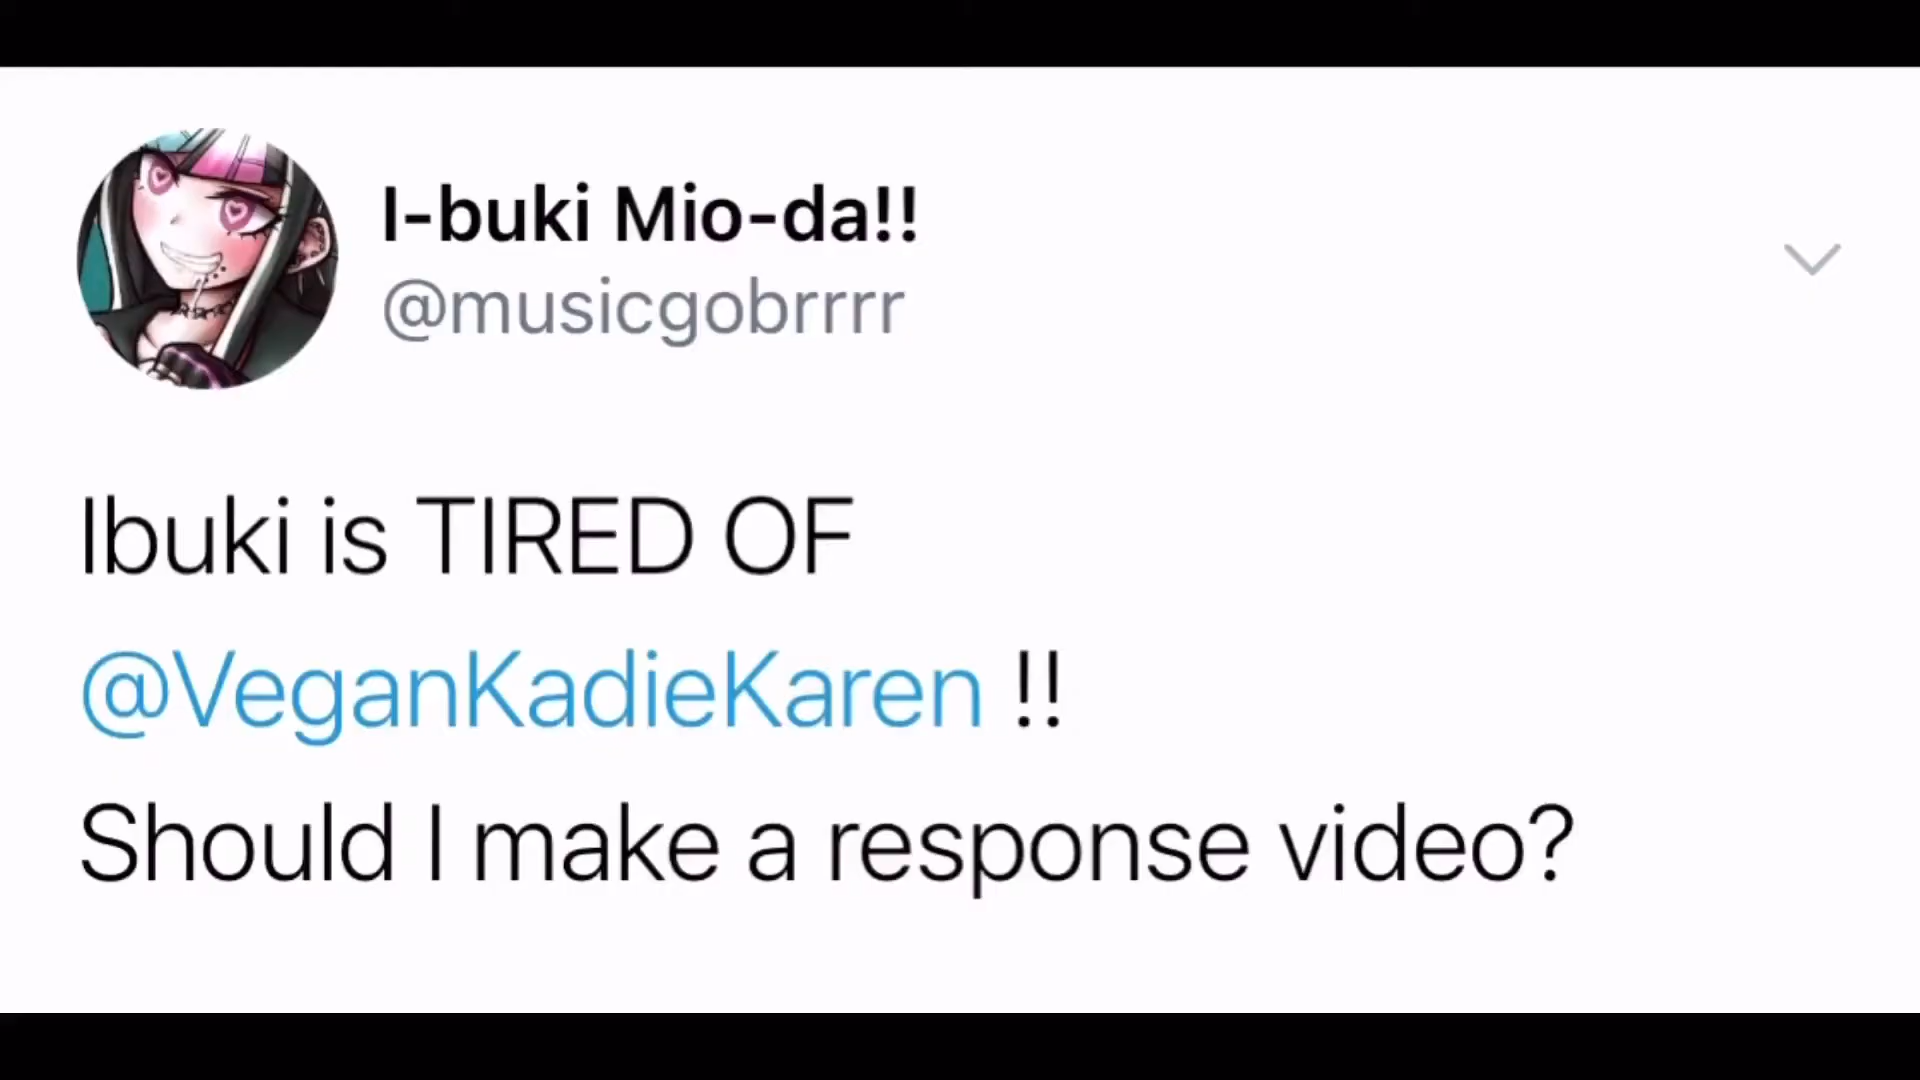 I-buki Mio-da!!
@musicgobrrrr
Ibuki is TIRED OF
@VeganKadieKaren !!
Should I make a response video?